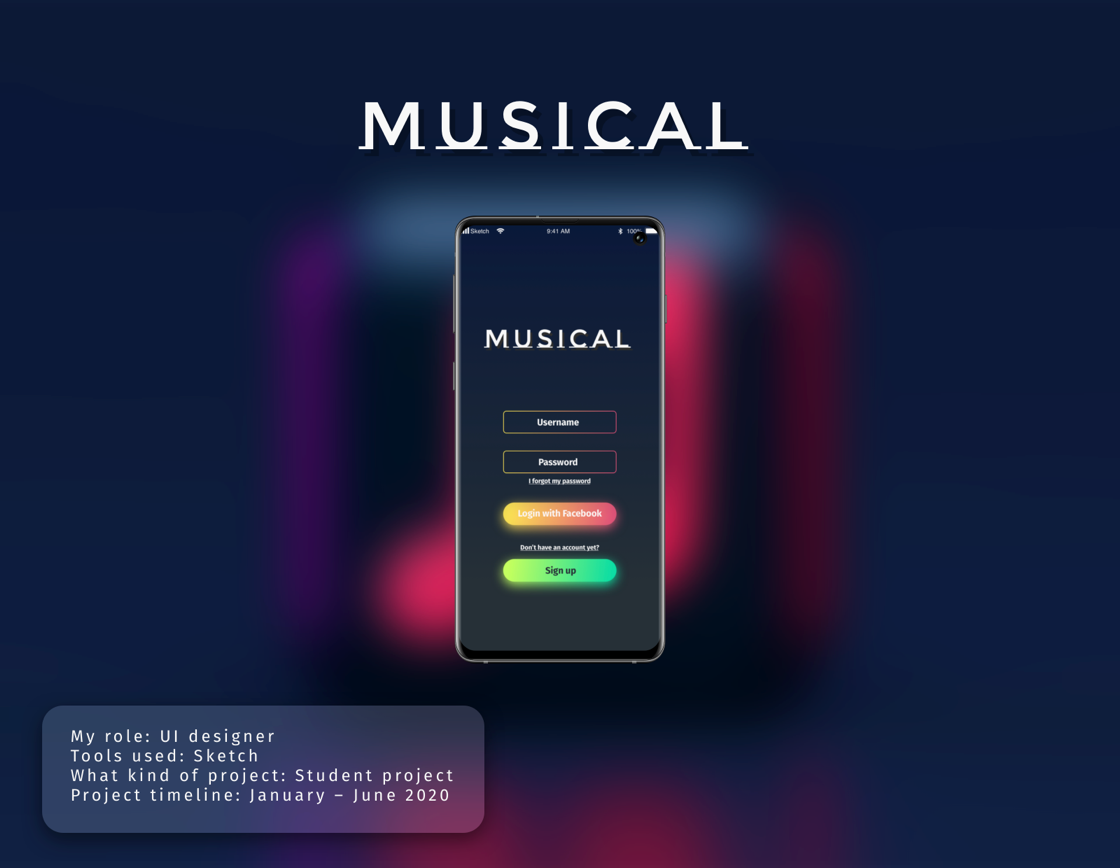 MUSICAL
Sketch 9:41 AM 100%
MUSICAL
Username
Password
I forgot my password
Login with Facebook
Don't have an account yet?
Sign up
My role: UI designer
Tools used: Sketch
What kind of project: Student project
Project timeline: January – June 2020